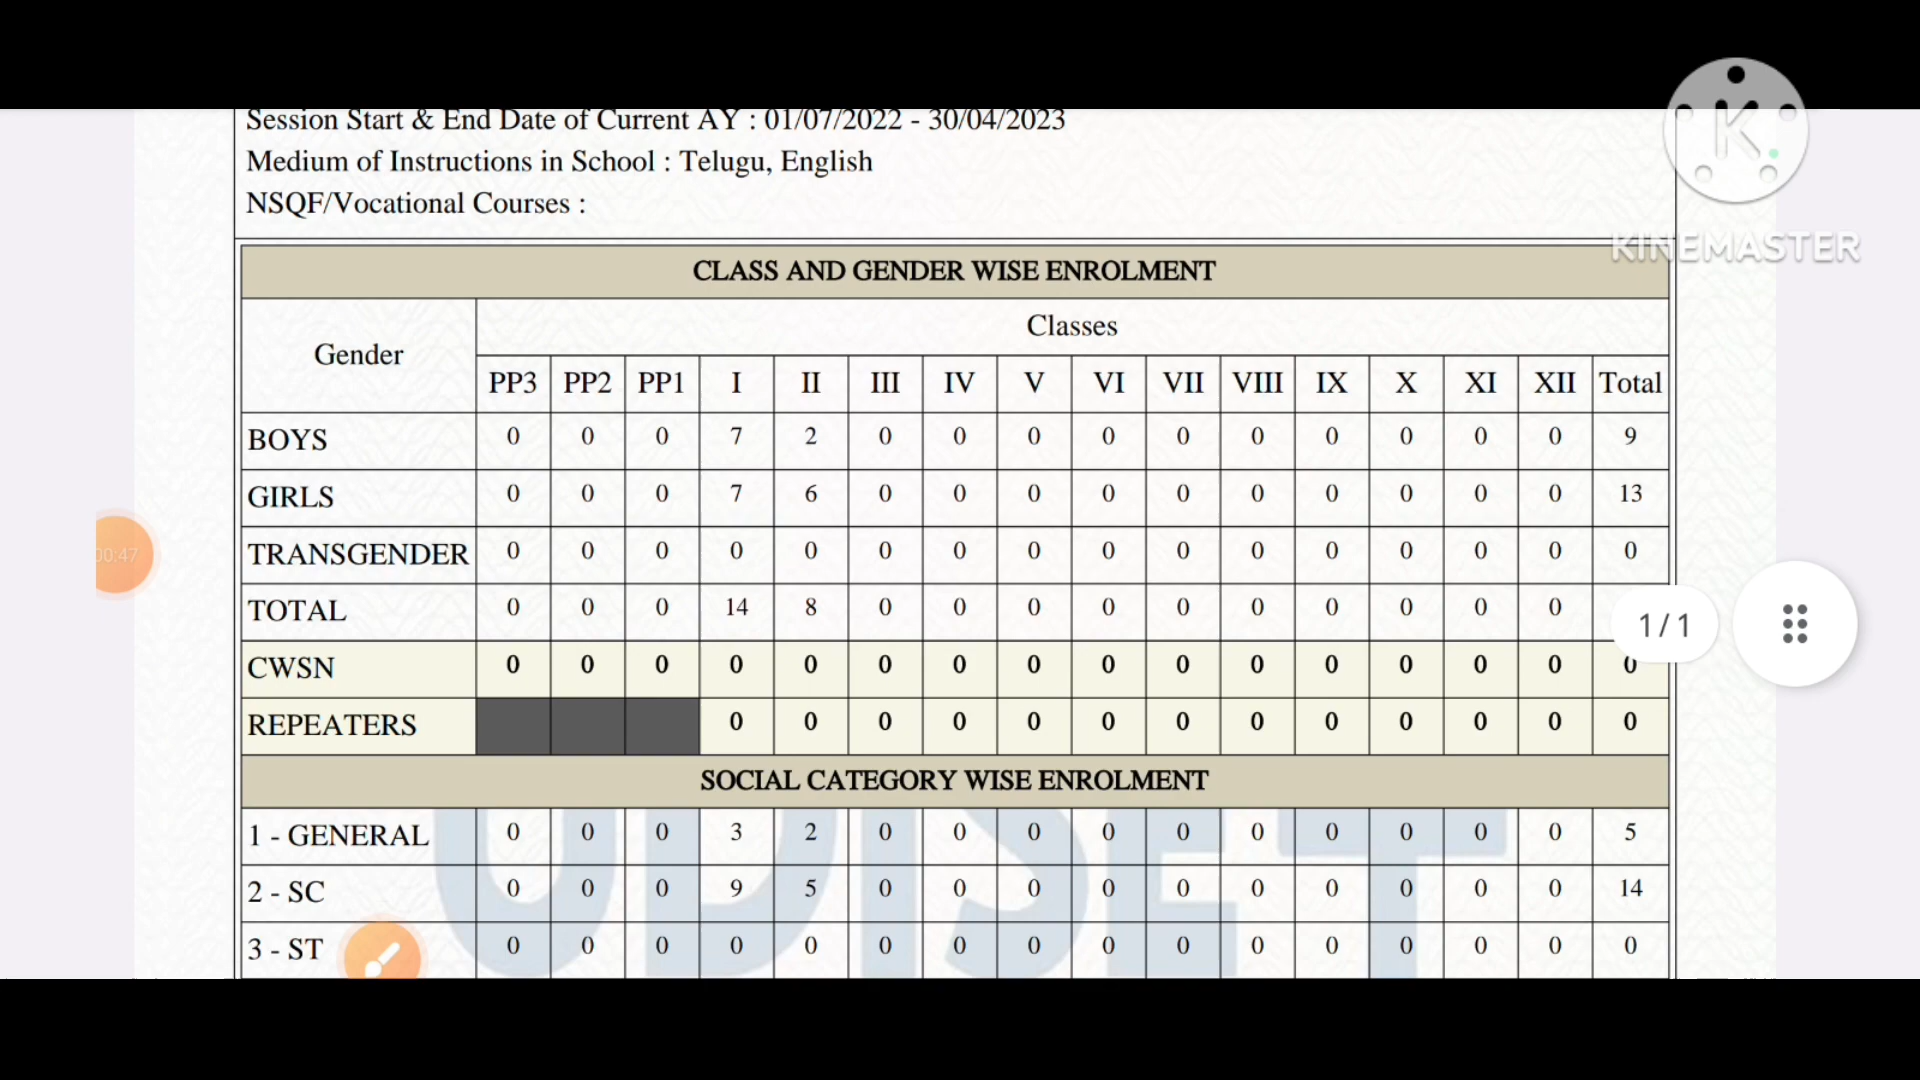 Session Start & End Date of Current AY : 01/07/2022 - 30/04/2023
Medium of Instructions in School : Telugu, English
NSQF/Vocational Courses :
KINEMASTER
CLASS AND GENDER WISE ENROLMENT
Gender Classes
PP3 PP2 PP1 I II III IV V VI VII VIII IX X XI XII Total
BOYS 0 0 0 7 2 0 0 0 0 0 0 0 0 0 0 9
GIRLS 0 0 0 7 6 0 0 0 0 0 0 0 0 0 0 13
00:47
TRANSGENDER 0 0 0 0 0 0 0 0 0 0 0 0 0 0 0 0
TOTAL 0 0 0 14 8 0 0 0 0 0 0 0 0 0 0
1 / 1
CWSN 0 0 0 0 0 0 0 0 0 0 0 0 0 0 0 0
REPEATERS 0 0 0 0 0 0 0 0 0 0 0 0 0
SOCIAL CATEGORY WISE ENROLMENT
1 - GENERAL 0 0 0 3 2 0 0 0 0 0 0 0 0 0 0 5
2 - SC 0 0 0 9 5 0 0 0 0 0 0 0 0 0 0 14
3 - ST 0 0 0 0 0 0 0 0 0 0 0 0 0 0 0 0